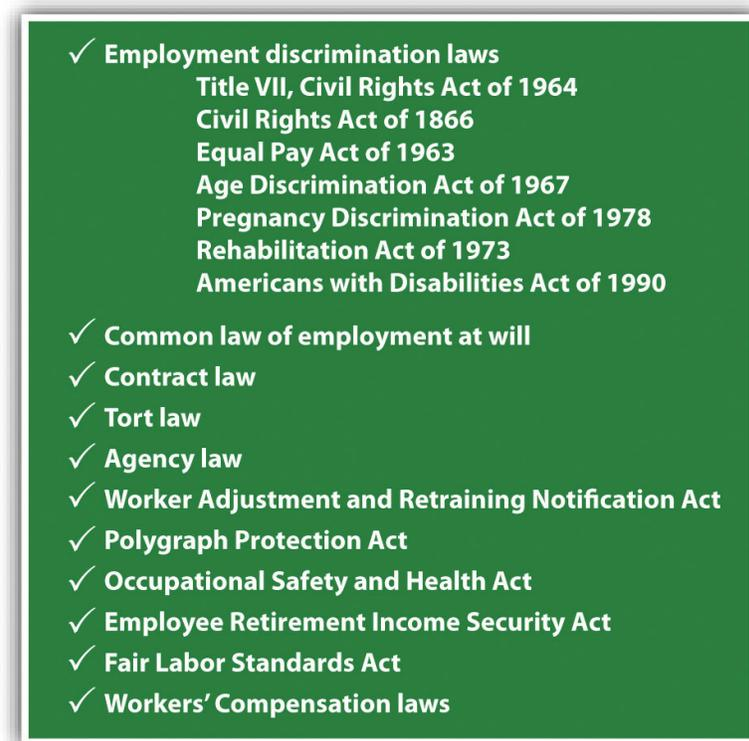 ✓ Employment discrimination laws
Title VII, Civil Rights Act of 1964
Civil Rights Act of 1866
Equal Pay Act of 1963
Age Discrimination Act of 1967
Pregnancy Discrimination Act of 1978
Rehabilitation Act of 1973
Americans with Disabilities Act of 1990
✓ Common law of employment at will
✓ Contract law
✓ Tort law
✓ Agency law
✓ Worker Adjustment and Retraining Notification Act
✓ Polygraph Protection Act
✓ Occupational Safety and Health Act
✓ Employee Retirement Income Security Act
✓ Fair Labor Standards Act
✓ Workers’ Compensation laws